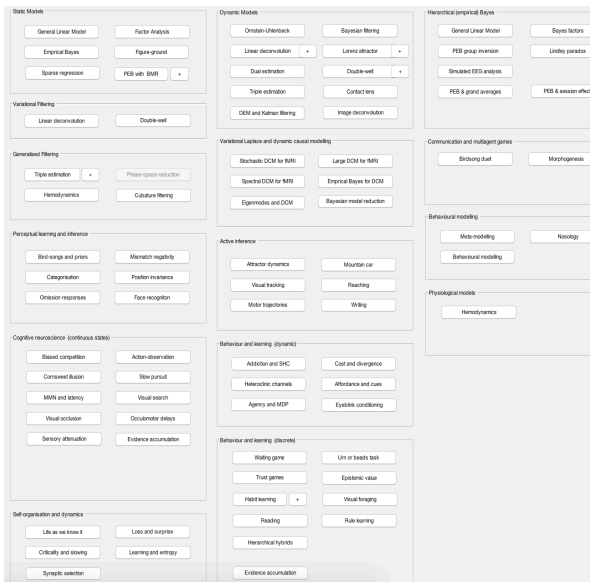 Static Models
General Linear Model
Factor Analysis
Emprical Bayes
Figure-ground
Sparse regression
PEB with BMR
+
Variational Filtering
Linear deconvolution
Double-well
Generalised Filtering
Triple estimation
+
Phase-space reduction
Hemodynamics
Cubature filtering
Perceptual learning and inference
Bird-songs and priors
Mismatch negativity
Categorisation
Position invariance
Omission responses
Face recogniton
Cognitive neuroscience (continuous states)
Biased competition
Action-observation
Cornsweet illusion
Slow pursuit
MMN and latency
Visual search
Visual occlusion
Occulomotor delays
Sensory attenuation
Evidence accumulation
Self-organisation and dynamics
Life as we know it
Loss and surprise
Criticality and slowing
Learning and entropy
Synaptic selection
Dynamic Models
Ornstein-Uhlenbeck
Bayesian filtering
Linear deconvolution
+
Lorenz attractor
+
Dual estimation
Double-well
+
Triple estimation
Contact lens
DEM and Kalman filtering
Image deconvolution
Variational Laplace and dynamic causal modelling
Stochastic DCM for fMRI
Large DCM for fMRI
Spectral DCM for fMRI
Emprical Bayes for DCM
Eigenmodes and DCM
Bayesian model reduction
Active inference
Attractor dynamics
Mountain car
Visual tracking
Reaching
Motor trajectories
Writing
Behaviour and learning (dynamic)
Addiction and SHC
Cost and divergence
Heteroclinic channels
Affordance and cues
Agency and MDP
Eyeblink conditioning
Behaviour and learning (discrete)
Waiting game
Urn or beads task
Trust games
Epistemic value
Habit learning
+
Visual foraging
Reading
Rule learning
Hierarchical hybrids
Evidence accumulation
Hierarchical (empirical) Bayes
General Linear Model
Bayes factors
PEB group inversion
Lindley paradox
Simulated EEG analysis
PEB & grand averages
PEB & session effect
Communication and multiagent games
Birdsong duet
Morphogenesis
Behavioural modelling
Meta-modelling
Nosology
Behavioural modelling
Physiological models
Hemodynamics